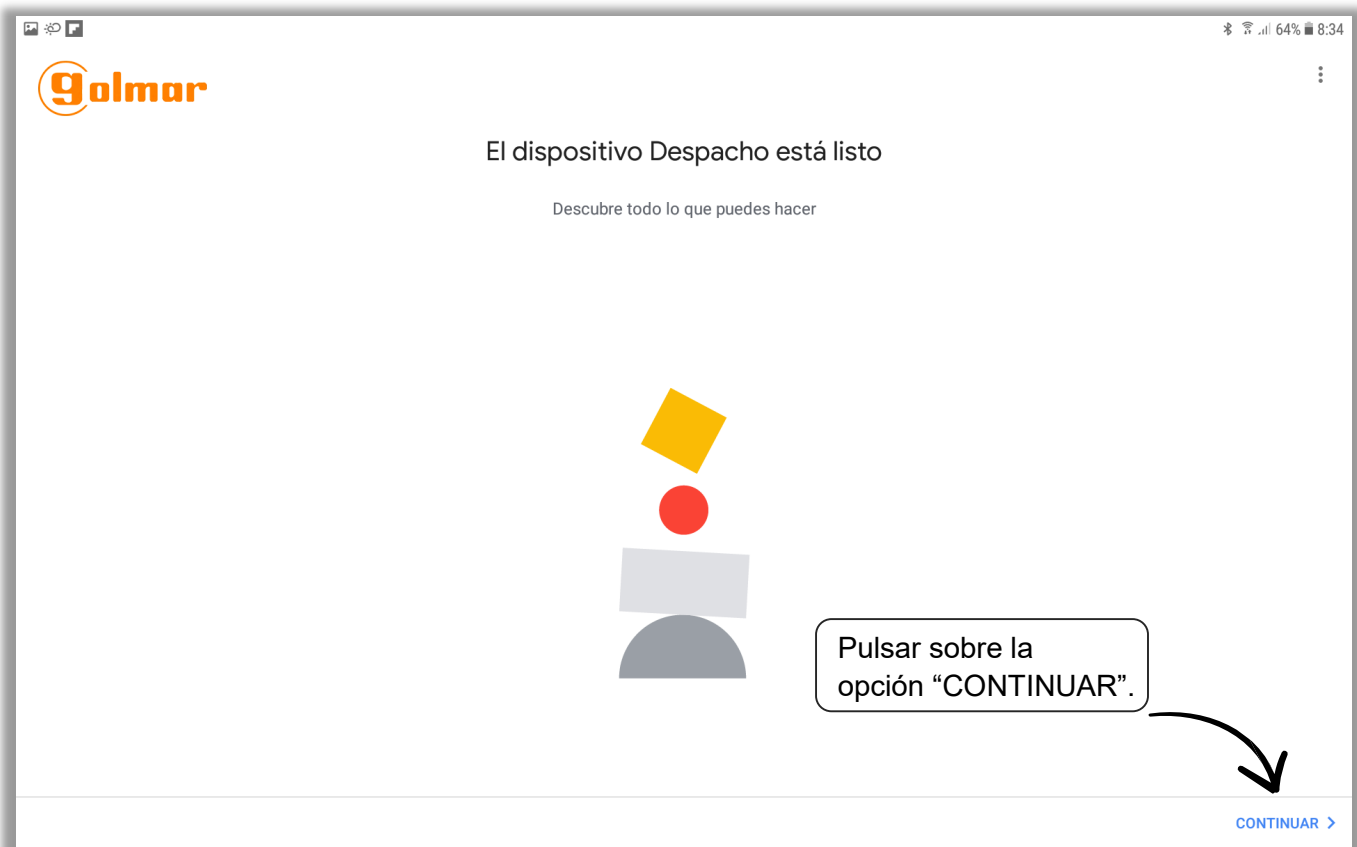 64% 8:34
golmar
El dispositivo Despacho está listo
Descubre todo lo que puedes hacer
Pulsar sobre la
opción “CONTINUAR”.
CONTINUAR >